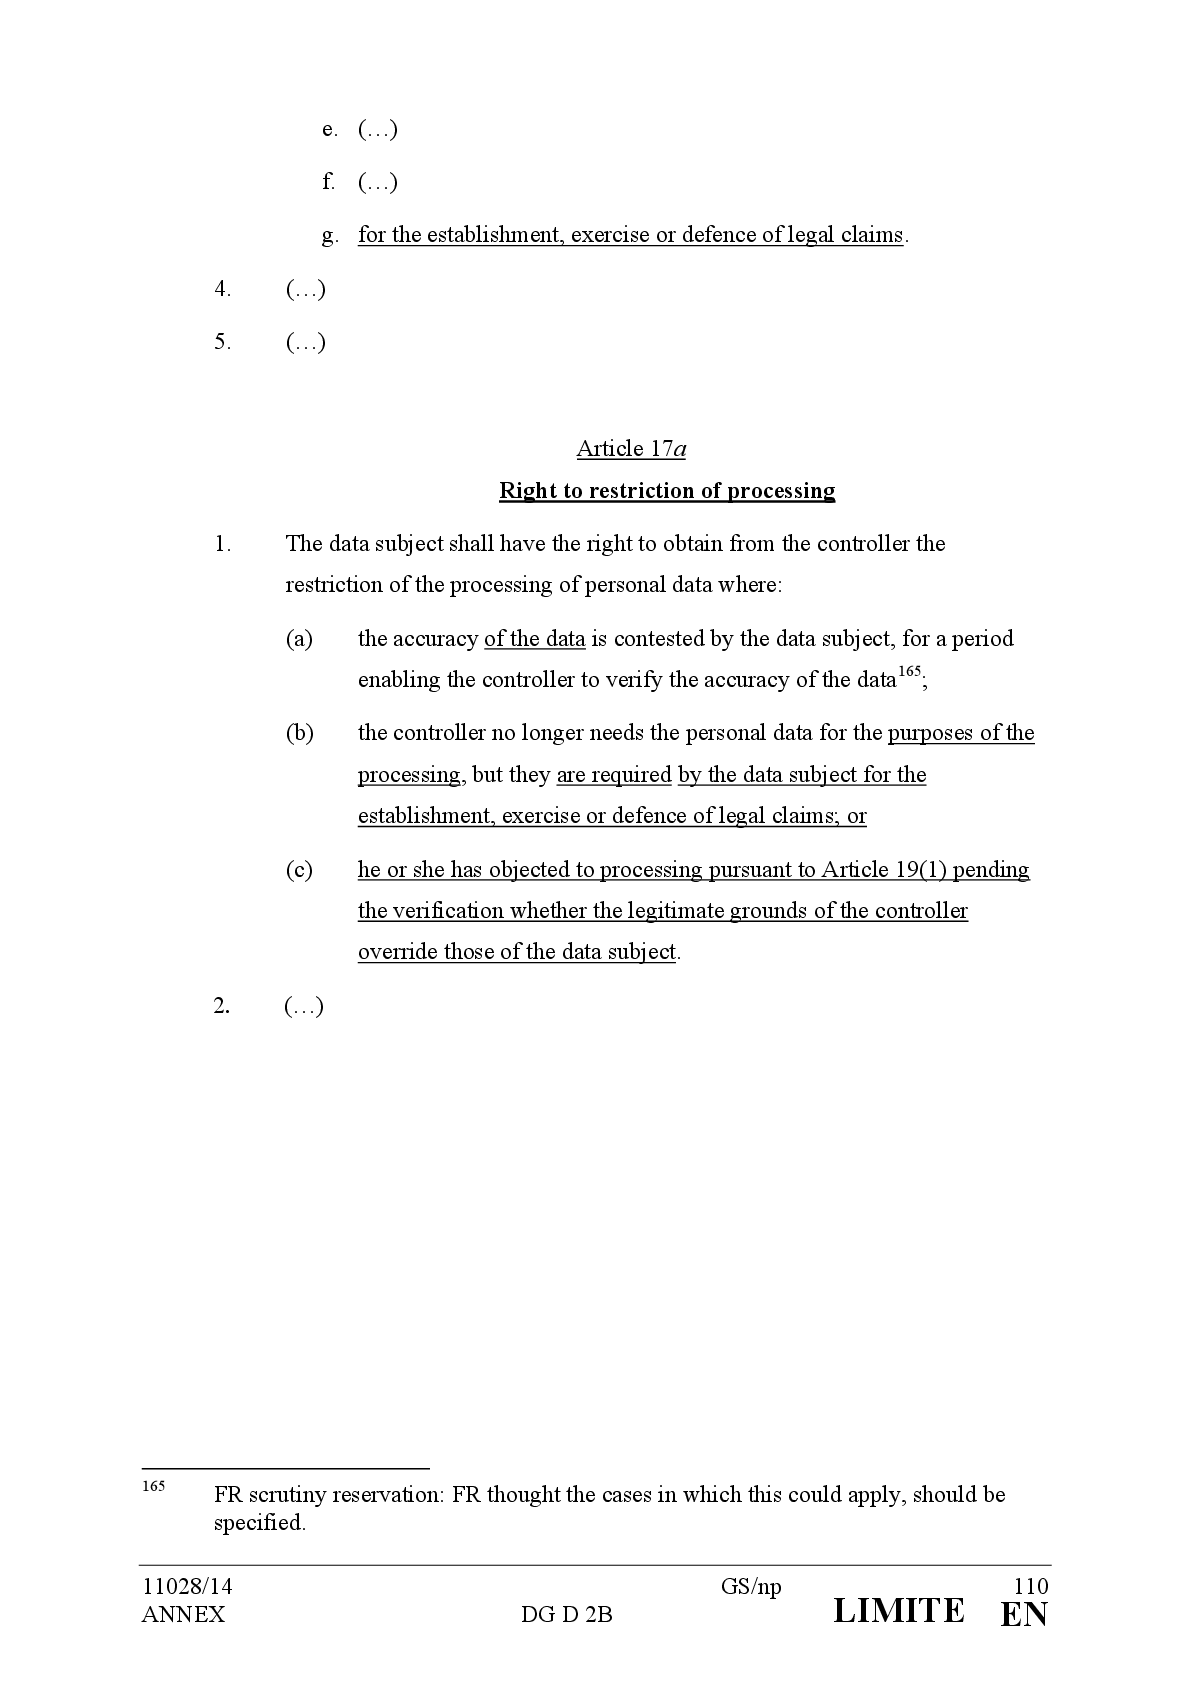 e. (…)
f. (…)
g. for the establishment, exercise or defence of legal claims.
4. (…)
5. (…)
Article 17a
Right to restriction of processing
1. The data subject shall have the right to obtain from the controller the
restriction of the processing of personal data where:
(a) the accuracy of the data is contested by the data subject, for a period
enabling the controller to verify the accuracy of the data165;
(b) the controller no longer needs the personal data for the purposes of the
processing, but they are required by the data subject for the
establishment, exercise or defence of legal claims; or
(c) he or she has objected to processing pursuant to Article 19(1) pending
the verification whether the legitimate grounds of the controller
override those of the data subject.
2. (…)
165 FR scrutiny reservation: FR thought the cases in which this could apply, should be
specified.
11028/14 GS/np 110
ANNEX DG D 2B LIMITE EN